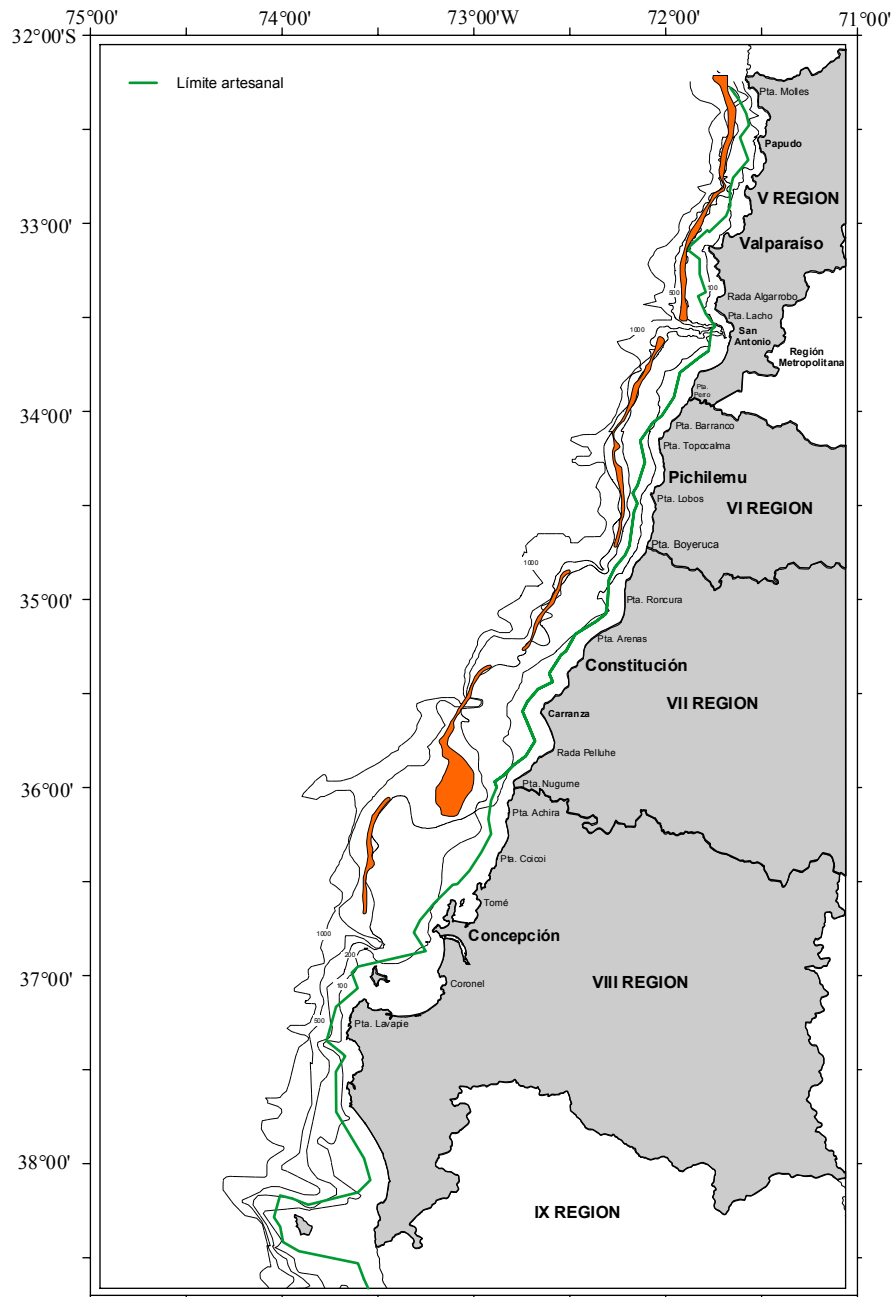 75°00' 74°00' 73°00' 72°00' 71°00'
32°00'S
Límite artesanal
Pta. Molles
Papudo
33°00'
V REGION
Valparaíso
500
100
Rada Algarrobo
Pta. Lacho
San
Antonio
1000
Región
Metropolitana
Pta.
Perro
34°00'
Pta. Barranco
Pta. Topocalma
Pichilemu
Pta. Lobos
VI REGION
Pta. Boyeruca
1000
35°00'
Pta. Roncura
Pta. Arenas
Constitución
VII REGION
Carranza
Rada Pelluhe
36°00'
Pta. Nugurne
Pta. Achira
Pta. Coicoi
Tomé
1000
Concepción
200
37°00'
100
Coronel
VIII REGION
500
Pta. Lavapie
38°00'
IX REGION